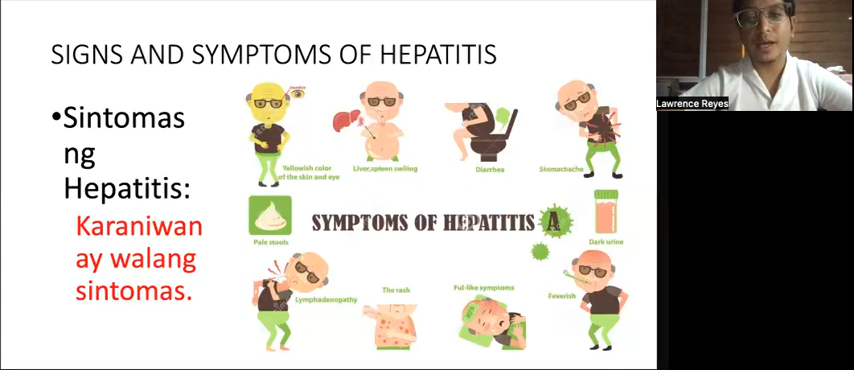 SIGNS AND SYMPTOMS OF HEPATITIS
Lawrence Reyes
•Sintomas
ng
Hepatitis:
Karaniwan
ay walang
sintomas.
Yellowish color
of the skin and eye
Liver,spleen swlling
Diarrhea
Stomachache
Pale stools
SYMPTOMS OF HEPATITIS A
Dark urine
Lymphadenopathy
The rash
Ful-like symptoms
Feverish